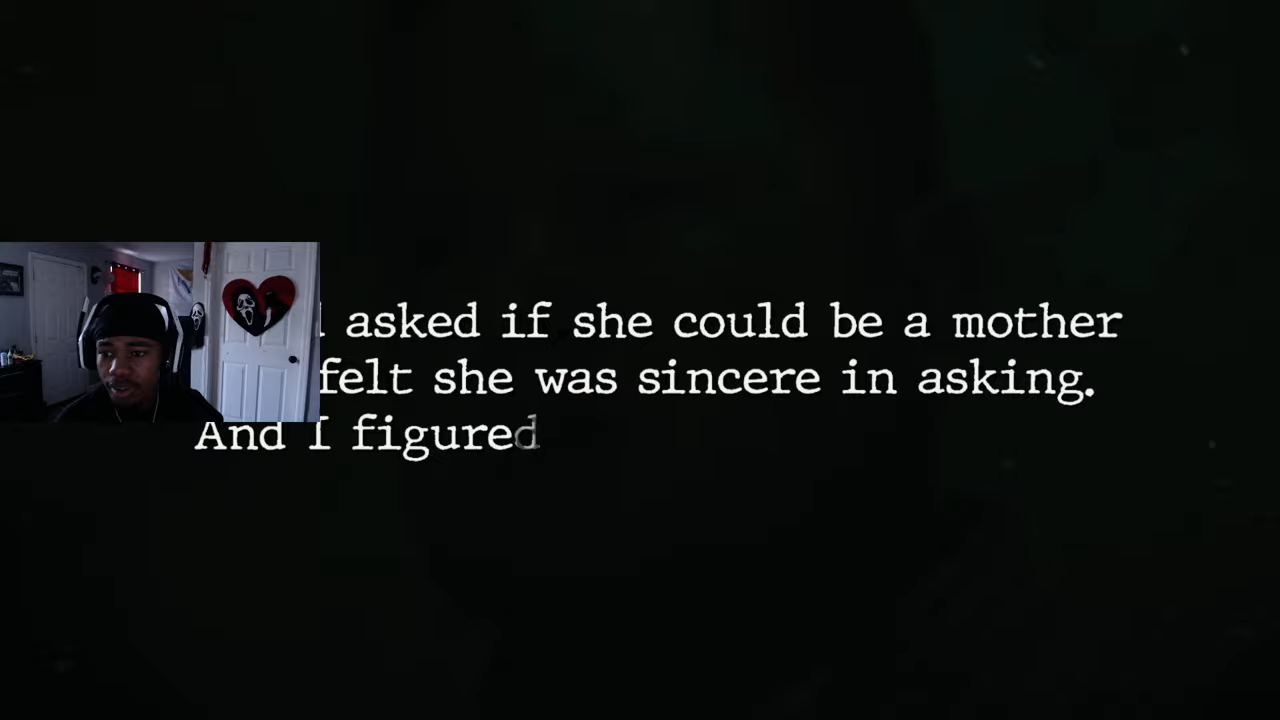 asked if she could be a mother
felt she was sincere in asking.
And I figured